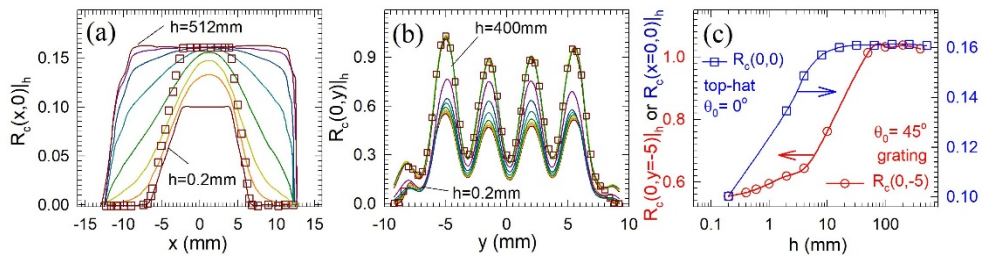 (a)
h=512mm
h=0.2mm
R_c(x,0)|_h
0.15
0.10
0.05
0.00
-15 -10 -5 0 5 10 15
x (mm)
(b)
h=400mm
h=0.2mm
R_c(0,y)|_h
0.9
0.6
0.3
0.0
-10 -5 0 5 10
y (mm)
(c)
R_c(0,y=-5)|_h or R_c(x=0,0)|_h
1.0
0.9
0.8
0.7
0.6
R_c(0,0)
top-hat
θ_0= 0°
θ_0= 45°
grating
R_c(0,-5)
0.16
0.14
0.12
0.10
0.1 1 10 100
h (mm)